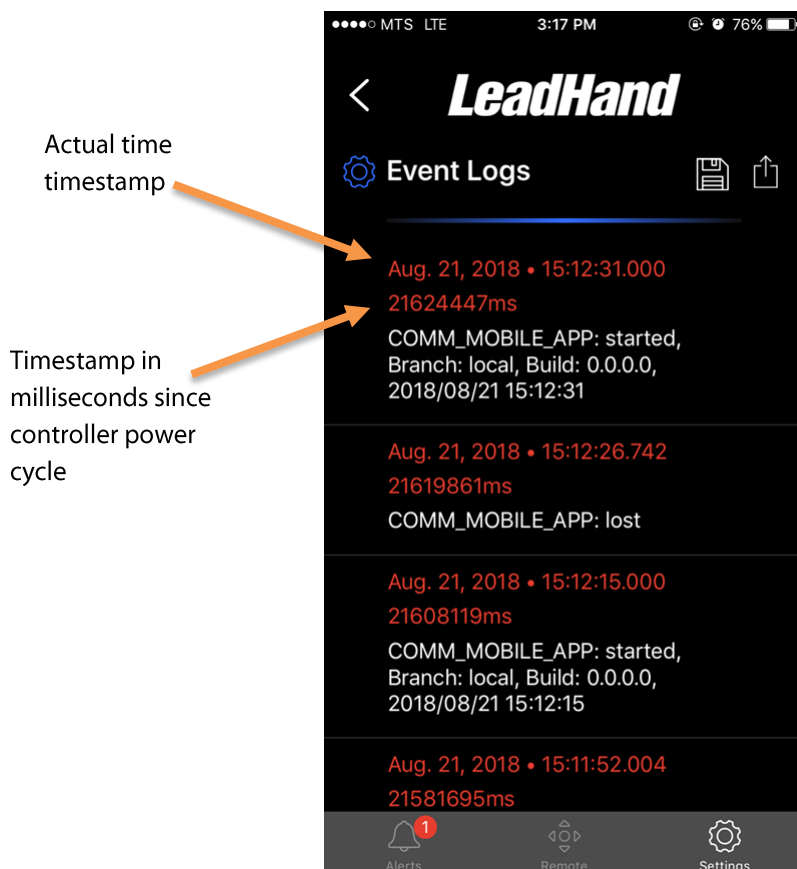 ●●●●○ MTS LTE 3:17 PM 76%
LeadHand
Actual time
timestamp
Event Logs
Aug. 21, 2018 • 15:12:31.000
21624447ms
COMM_MOBILE_APP: started,
Branch: local, Build: 0.0.0.0,
2018/08/21 15:12:31
Timestamp in
milliseconds since
controller power
cycle
Aug. 21, 2018 • 15:12:26.742
21619861ms
COMM_MOBILE_APP: lost
Aug. 21, 2018 • 15:12:15.000
21608119ms
COMM_MOBILE_APP: started,
Branch: local, Build: 0.0.0.0,
2018/08/21 15:12:15
Aug. 21, 2018 • 15:11:52.004
21581695ms
1
Alerts Remote Settings